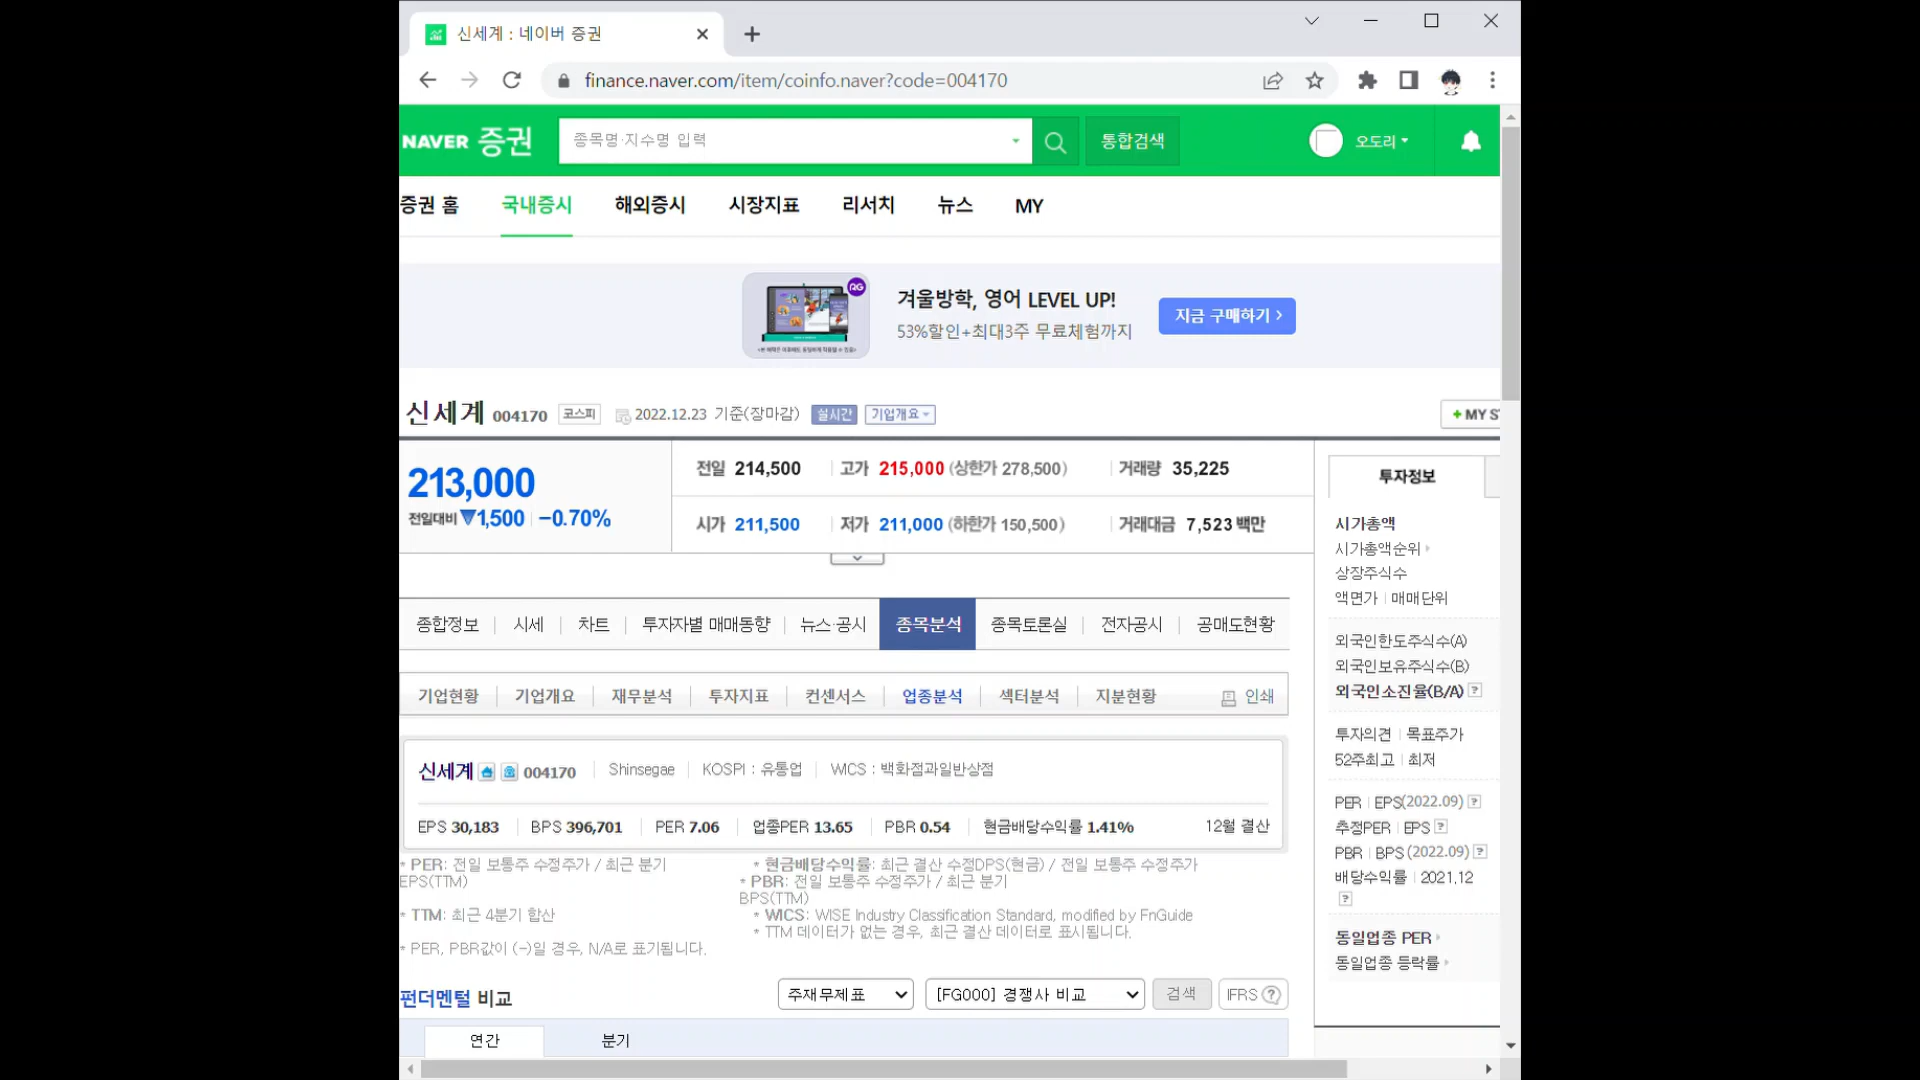 신세계 : 네이버 증권
finance.naver.com/item/coinfo.naver?code=004170
NAVER 증권 종목명·지수명 입력 통합검색 오도리
증권 홈 국내증시 해외증시 시장지표 리서치 뉴스 MY
겨울방학, 영어 LEVEL UP!
53%할인+최대3주 무료체험까지
지금 구매하기 >
신세계 004170 코스피 2022.12.23 기준(장마감) 실시간 기업개요
+ MY S
213,000
전일대비 ▼1,500 -0.70%
전일 214,500 고가 215,000 (상한가 278,500) 거래량 35,225
시가 211,500 저가 211,000 (하한가 150,500) 거래대금 7,523 백만
종합정보 시세 차트 투자자별 매매동향 뉴스·공시 종목분석 종목토론실 전자공시 공매도현황
기업현황 기업개요 재무분석 투자지표 컨센서스 업종분석 섹터분석 지분현황 인쇄
신세계 004170 Shinsegae KOSPI : 유통업 WICS : 백화점과일반상점
EPS 30,183 BPS 396,701 PER 7.06 업종PER 13.65 PBR 0.54 현금배당수익률 1.41% 12월 결산
* PER: 전일 보통주 수정주가 / 최근 분기
EPS(TTM)
* 현금배당수익률: 최근 결산 수정DPS(현금) / 전일 보통주 수정주가
* PBR: 전일 보통주 수정주가 / 최근 분기
BPS(TTM)
* TTM: 최근 4분기 합산
* WICS: WISE Industry Classification Standard, modified by FnGuide
* TTM 데이터가 없는 경우, 최근 결산 데이터로 표시됩니다.
* PER, PBR값이 (-)일 경우, N/A로 표기됩니다.
펀더멘털 비교 주재무제표 [FG000] 경쟁사 비교 검색 IFRS ?
연간 분기
투자정보
시가총액
시가총액순위
상장주식수
액면가 매매단위
외국인한도주식수(A)
외국인보유주식수(B)
외국인소진율(B/A) ?
투자의견 목표주가
52주최고 최저
PER EPS(2022.09) ?
추정PER EPS ?
PBR BPS (2022.09) ?
배당수익률 2021.12
?
동일업종 PER
동일업종 등락률